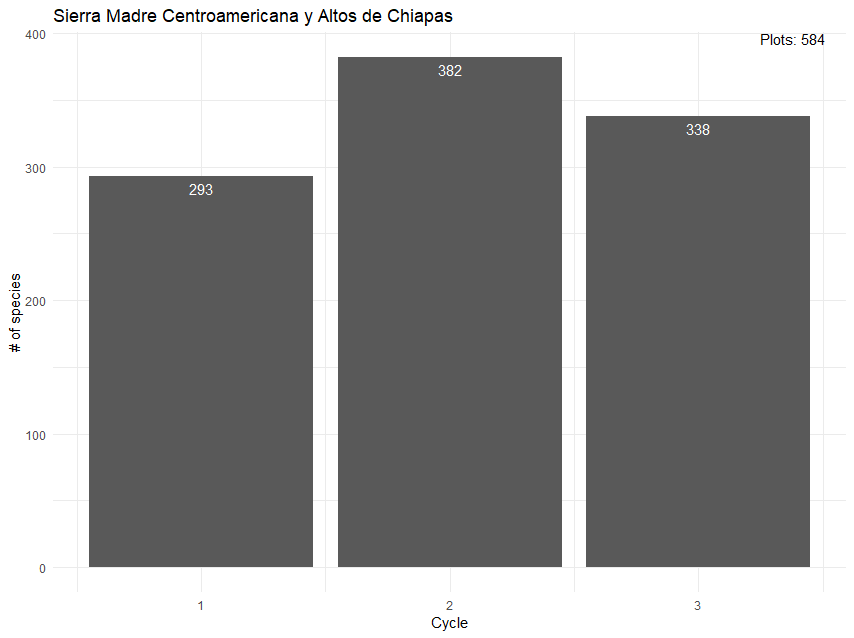 Sierra Madre Centroamericana y Altos de Chiapas
Plots: 584
400
300
200
100
0
# of species
293
382
338
1
2
3
Cycle